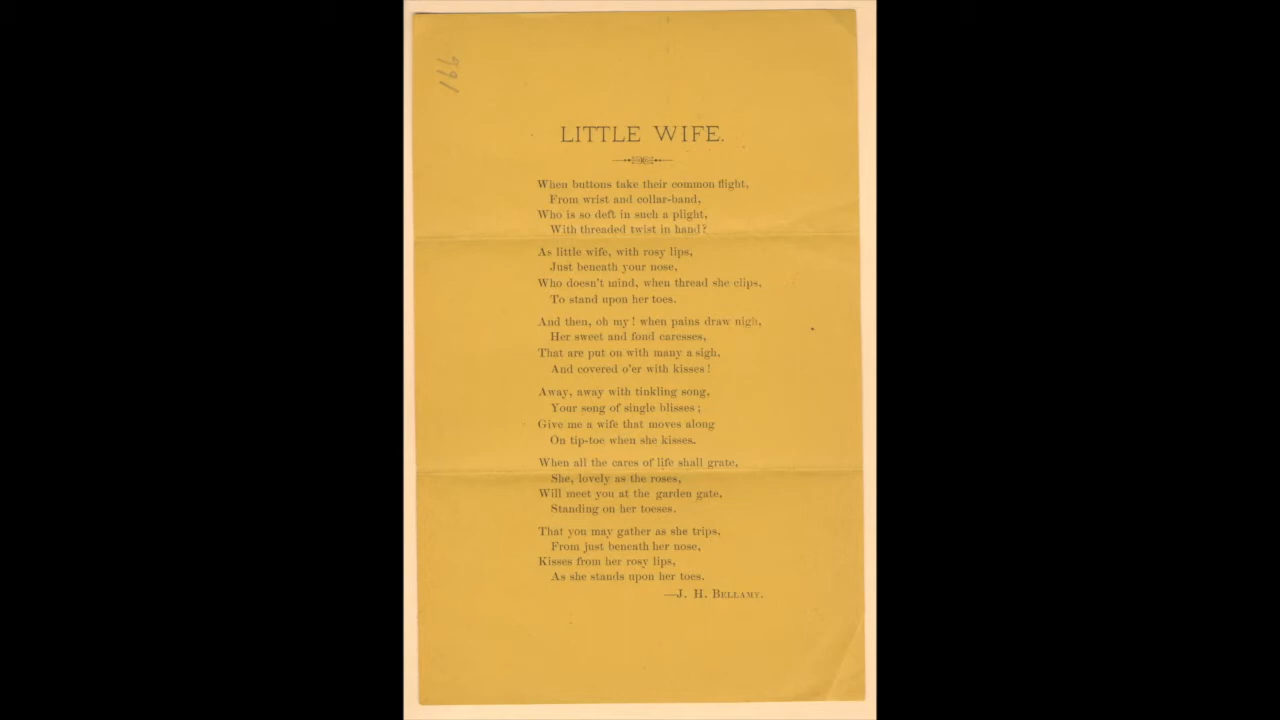 199
LITTLE WIFE.
When buttons take their common flight,
From wrist and collar-band,
Who is so deft in such a plight,
With threaded twist in hand?
As little wife, with rosy lips,
Just beneath your nose,
Who doesn't mind, when thread she clips,
To stand upon her toes.
And then, oh my! when pains draw nigh,
Her sweet and fond caresses,
That are put on with many a sigh,
And covered o'er with kisses!
Away, away with tinkling song,
Your song of single blisses;
Give me a wife that moves along
On tip-toe when she kisses.
When all the cares of life shall grate,
She, lovely as the roses,
Will meet you at the garden gate,
Standing on her toeses.
That you may gather as she trips,
From just beneath her nose,
Kisses from her rosy lips,
As she stands upon her toes.
—J. H. BELLAMY.